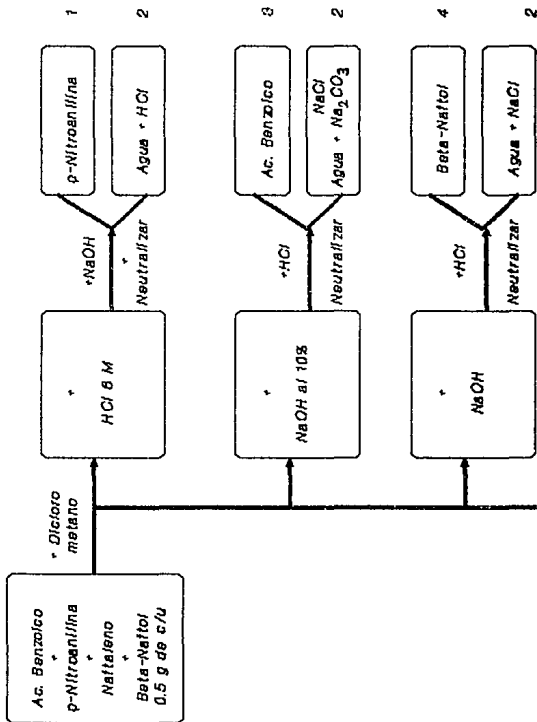 Ac. Benzoico
+
p-Nitroanilina
+
Naftaleno
+
Beta-Naftol
0.5 g de c/u
+ Dicloro
metano
+
HCl 6 M
+NaOH
+
Neutralizar
p-Nitroanilina
1
Agua + HCl
2
+
NaOH al 10%
+HCl
Neutralizar
Ac. Benzoico
3
NaCl
Agua + Na2CO3
2
+
NaOH
+HCl
Neutralizar
Beta-Naftol
4
Agua + NaCl
2